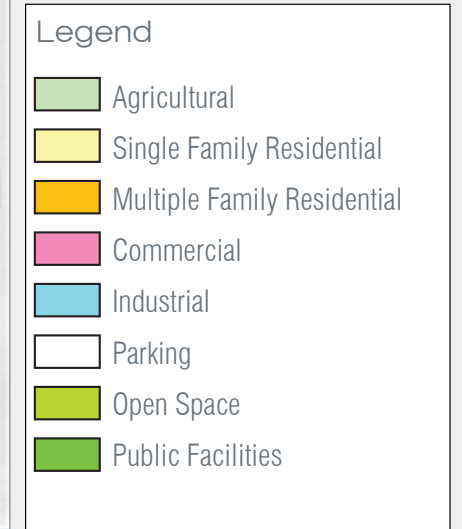 Legend
Agricultural
Single Family Residential
Multiple Family Residential
Commercial
Industrial
Parking
Open Space
Public Facilities